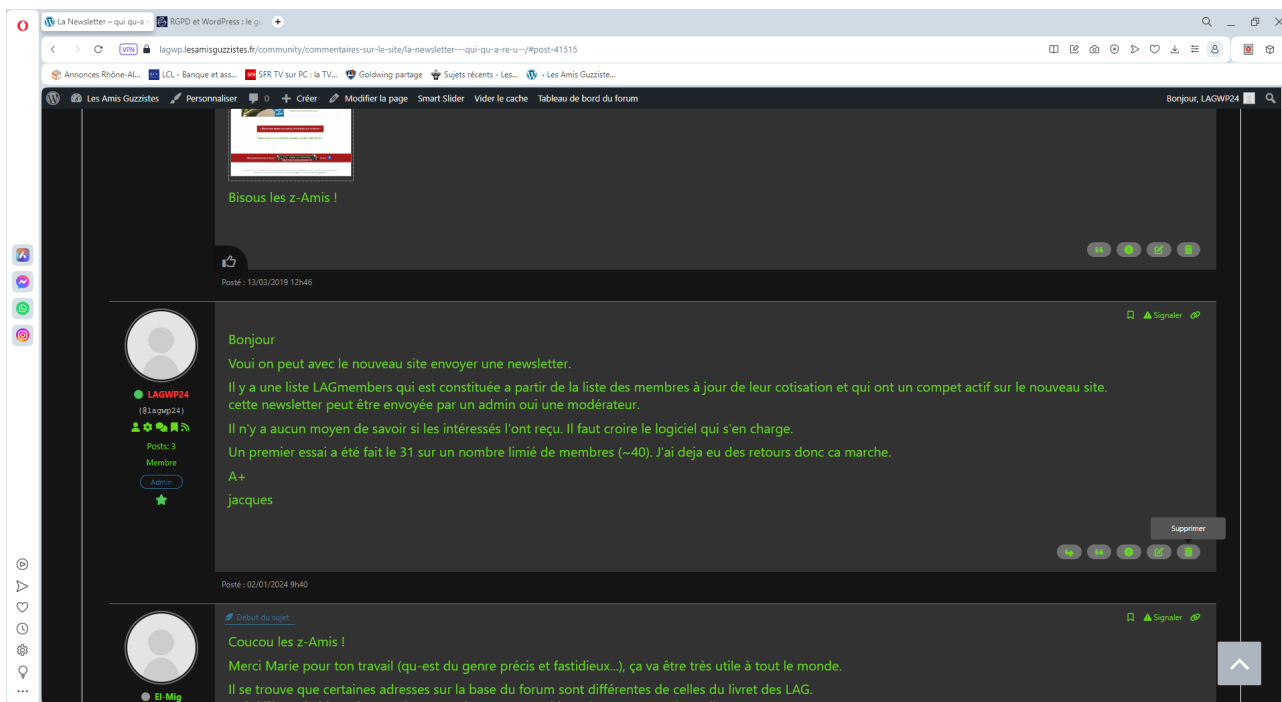 La Newsletter – qui qu-a r
RGPD et WordPress : le gu
VPN
lagwp.lesamisguzzistes.fr/community/commentaires-sur-le-site/la-newsletter---qui-qu-a-re-u--/#post-41515
Annonces Rhône-Al...
LCL - Banque et ass...
SFR TV sur PC : la TV...
Goldwing partage
Sujets récents - Les...
‹ Les Amis Guzziste...
Les Amis Guzzistes
Personnaliser
0
Créer
Modifier la page
Smart Slider
Vider le cache
Tableau de bord du forum
Bonjour, LAGWP24
Bisous les z-Amis !
Posté : 13/03/2019 12h46
Signaler
Bonjour
Voui on peut avec le nouveau site envoyer une newsletter.
Il y a une liste LAGmembers qui est constituée a partir de la liste des membres à jour de leur cotisation et qui ont un compet actif sur le nouveau site.
cette newsletter peut être envoyée par un admin oui une modérateur.
Il n'y a aucun moyen de savoir si les intéressés l'ont reçu. Il faut croire le logiciel qui s'en charge.
Un premier essai a été fait le 31 sur un nombre limié de membres (~40). J'ai deja eu des retours donc ca marche.
A+
jacques
LAGWP24
(@lagwp24)
Posts: 3
Membre
Admin
Supprimer
Posté : 02/01/2024 9h40
Début du sujet
Signaler
Coucou les z-Amis !
Merci Marie pour ton travail (qu-est du genre précis et fastidieux...), ça va être très utile à tout le monde.
Il se trouve que certaines adresses sur la base du forum sont différentes de celles du livret des LAG.
El-Mig